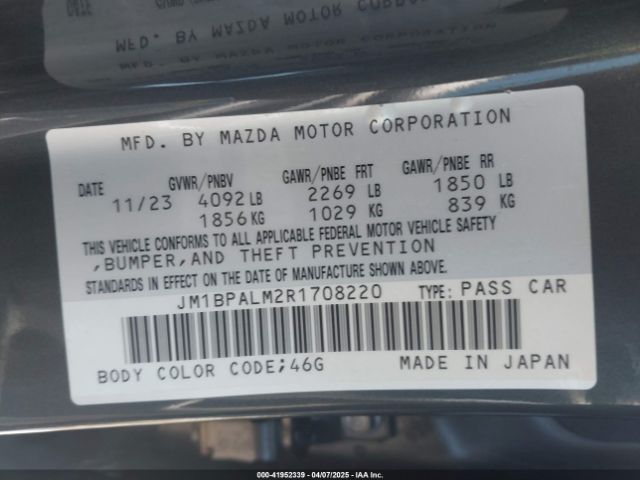 MFD. BY MAZDA MOTOR CORPORATION
DATE GVWR/PNBV GAWR/PNBE FRT GAWR/PNBE RR
11/23 4092 LB 2269 LB 1850 LB
1856 KG 1029 KG 839 KG
THIS VEHICLE CONFORMS TO ALL APPLICABLE FEDERAL MOTOR VEHICLE SAFETY
,BUMPER,AND THEFT PREVENTION
STANDARDS IN EFFECT ON THE DATE OF MANUFACTURE SHOWN ABOVE.
JM1BPALM2R1708220 TYPE: PASS CAR
BODY COLOR CODE;46G MADE IN JAPAN
000-41952339 - 04/07/2025 - IAA Inc.